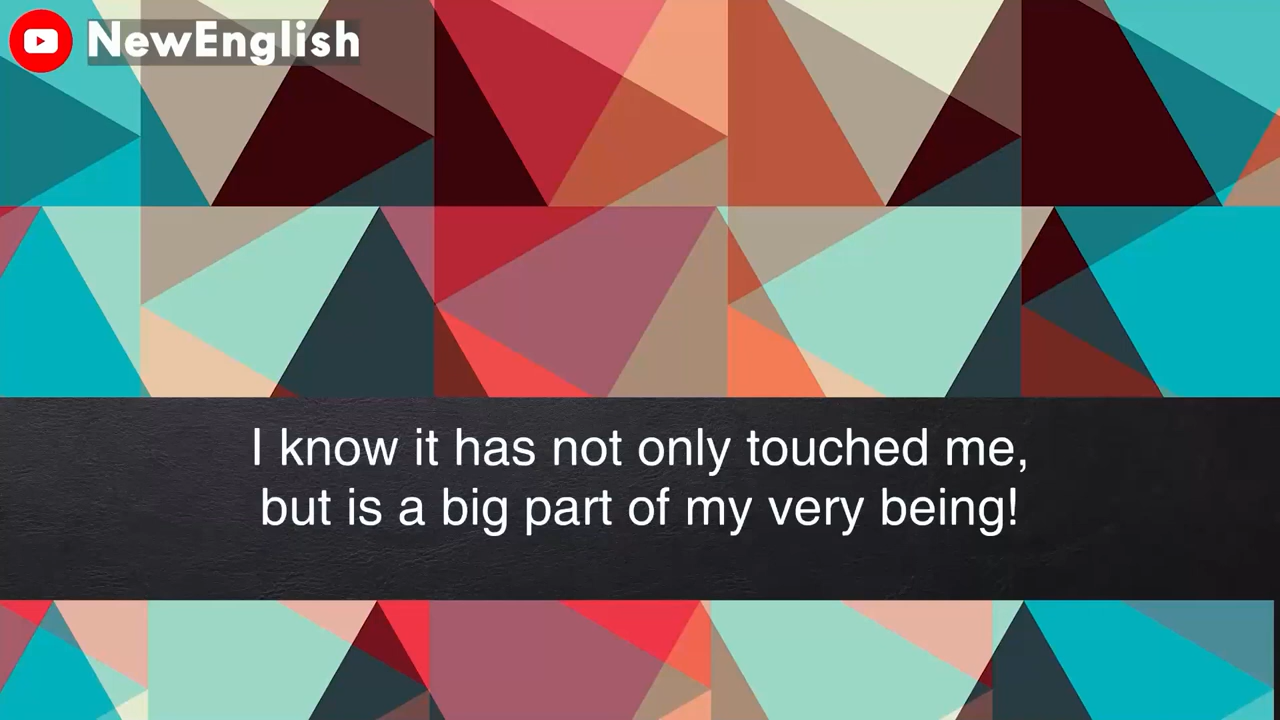 NewEnglish
I know it has not only touched me,
but is a big part of my very being!